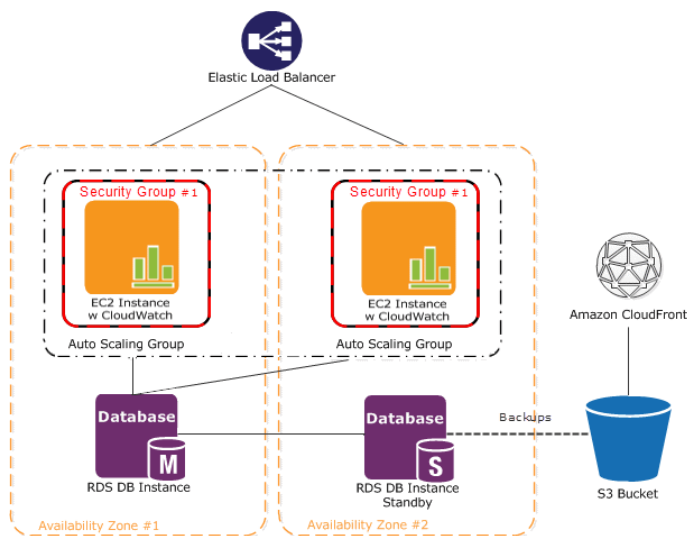 Elastic Load Balancer
Security Group #1
Security Group #1
EC2 Instance
w CloudWatch
EC2 Instance
w CloudWatch
Amazon CloudFront
Auto Scaling Group
Auto Scaling Group
Database
M
RDS DB Instance
Database
S
RDS DB Instance
Standby
Backups
S3 Bucket
Availability Zone #1
Availability Zone #2